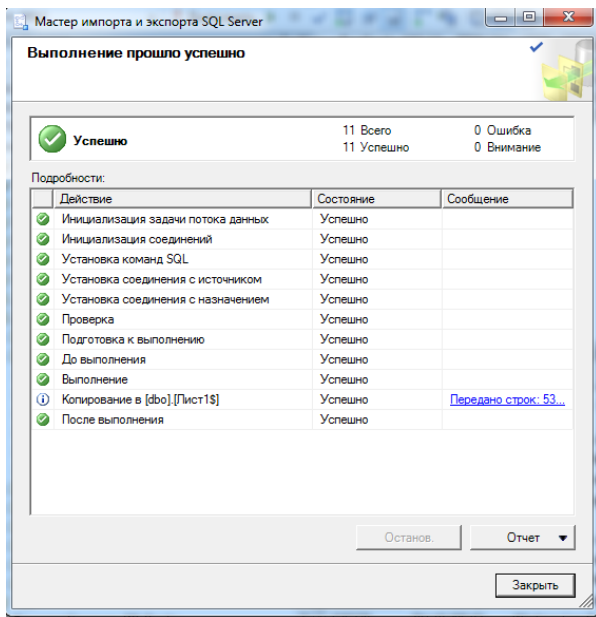 Мастер импорта и экспорта SQL Server
Выполнение прошло успешно
Успешно
11 Всего 0 Ошибка
11 Успешно 0 Внимание
Подробности:
Действие Состояние Сообщение
Инициализация задачи потока данных Успешно
Инициализация соединений Успешно
Установка команд SQL Успешно
Установка соединения с источником Успешно
Установка соединения с назначением Успешно
Проверка Успешно
Подготовка к выполнению Успешно
До выполнения Успешно
Выполнение Успешно
Копирование в [dbo].[Лист1$] Успешно Передано строк: 53...
После выполнения Успешно
Останов. Отчет
Закрыть